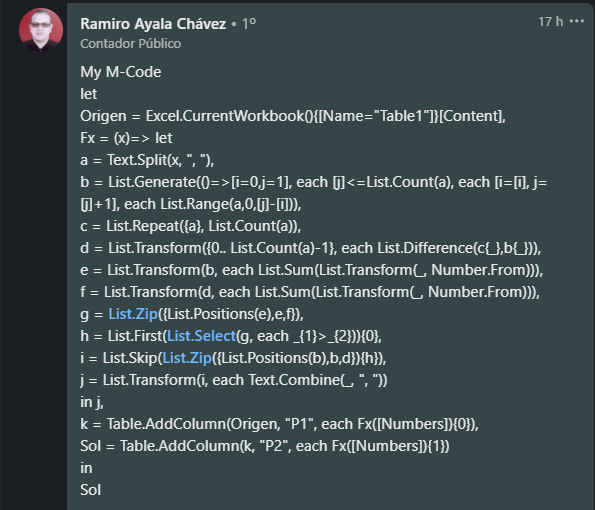 Ramiro Ayala Chávez • 1º
17 h •••
Contador Público
My M-Code
let
Origen = Excel.CurrentWorkbook(){[Name="Table1"]}[Content],
Fx = (x)=> let
a = Text.Split(x, ", "),
b = List.Generate(()=>[i=0,j=1], each [j]<=List.Count(a), each [i=[i], j=
[j]+1], each List.Range(a,0,[j]-[i])),
c = List.Repeat({a}, List.Count(a)),
d = List.Transform({0.. List.Count(a)-1}, each List.Difference(c{_},b{_})),
e = List.Transform(b, each List.Sum(List.Transform(_, Number.From))),
f = List.Transform(d, each List.Sum(List.Transform(_, Number.From))),
g = List.Zip({List.Positions(e),e,f}),
h = List.First(List.Select(g, each _{1}>_{2})){0},
i = List.Skip(List.Zip({List.Positions(b),b,d}){h}),
j = List.Transform(i, each Text.Combine(_, ", "))
in j,
k = Table.AddColumn(Origen, "P1", each Fx([Numbers]){0}),
Sol = Table.AddColumn(k, "P2", each Fx([Numbers]){1})
in
Sol